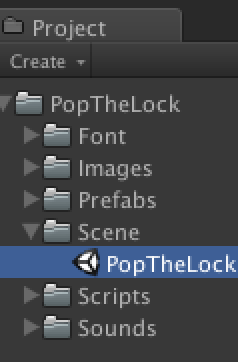 Project
Create
PopTheLock
Font
Images
Prefabs
Scene
PopTheLock
Scripts
Sounds